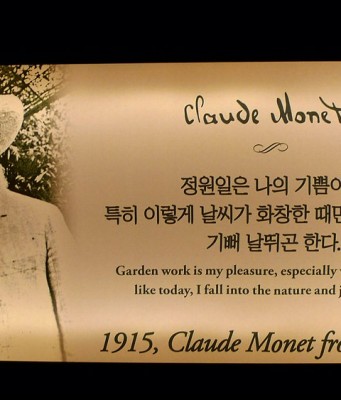 Claude Monet
정원일은 나의 기쁨이
특히 이렇게 날씨가 화창한 때면
기뻐 날뛰곤 한다.
Garden work is my pleasure, especially
like today, I fall into the nature and
1915, Claude Monet